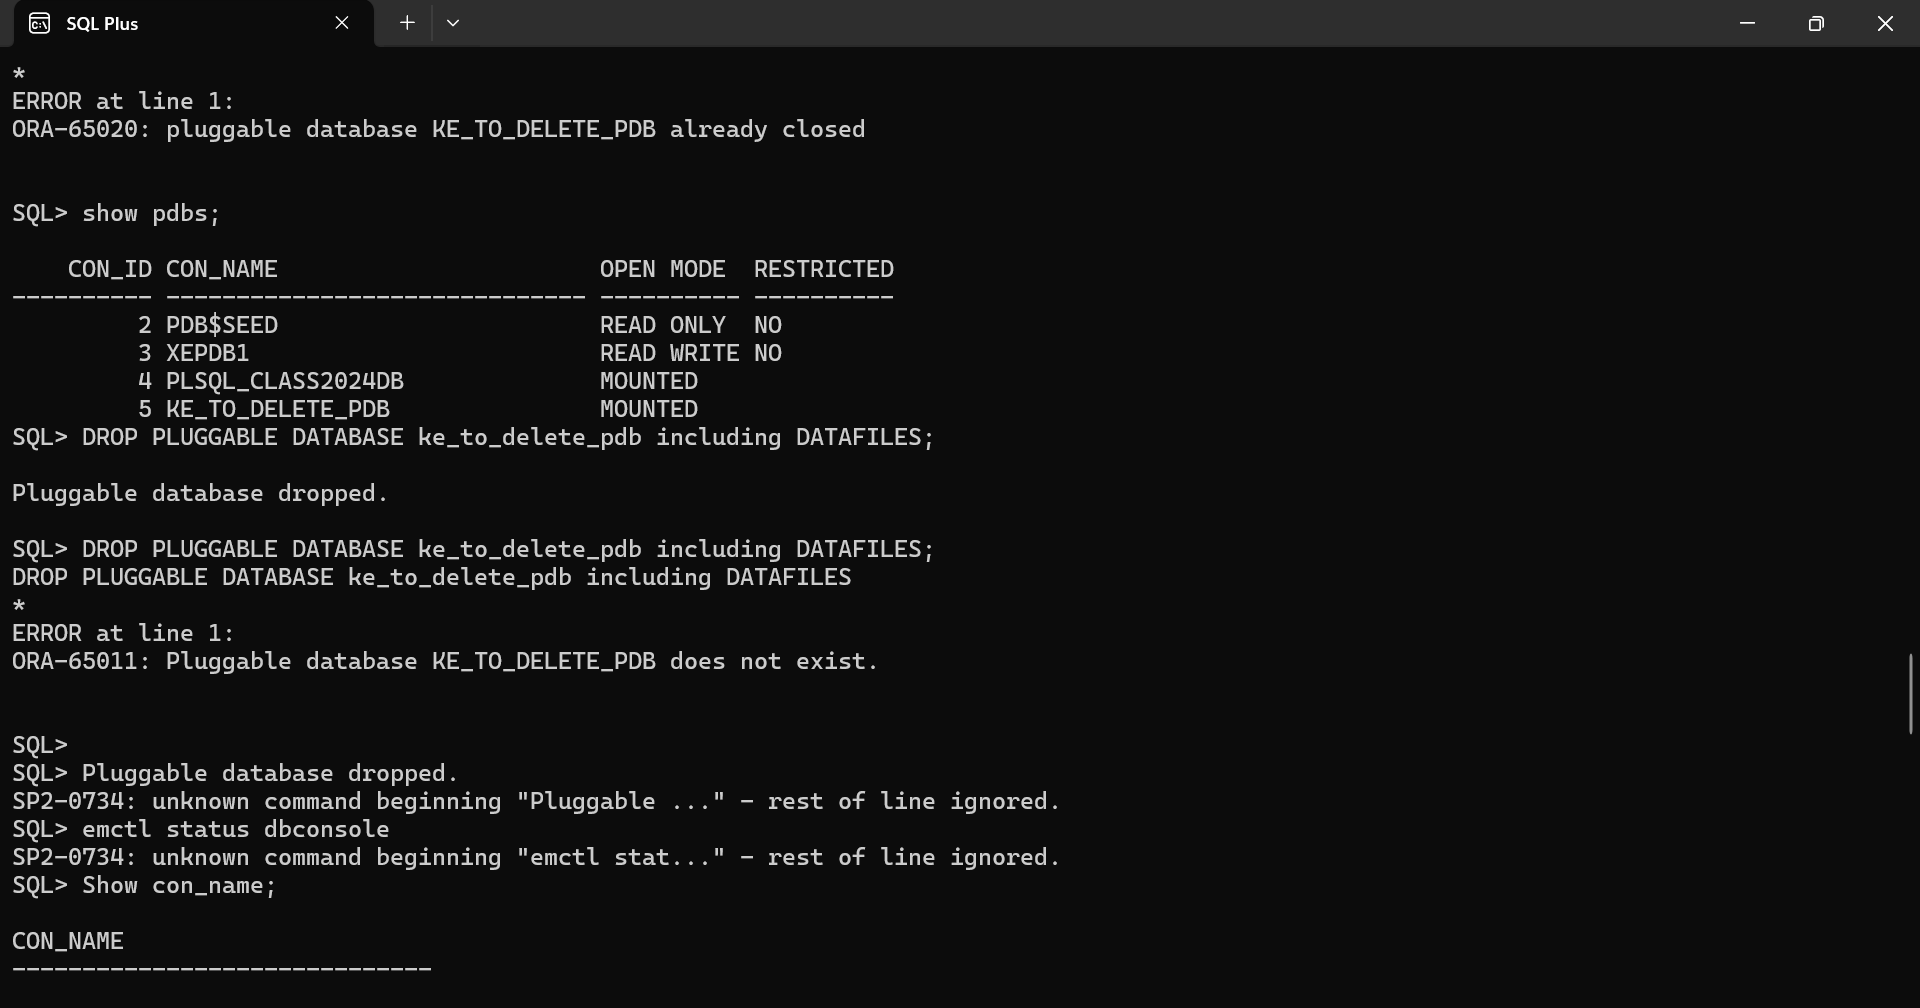 SQL Plus
*
ERROR at line 1:
ORA-65020: pluggable database KE_TO_DELETE_PDB already closed
SQL> show pdbs;
    CON_ID CON_NAME                       OPEN MODE  RESTRICTED
---------- ------------------------------ ---------- ----------
         2 PDB$SEED                       READ ONLY  NO
         3 XEPDB1                         READ WRITE NO
         4 PLSQL_CLASS2024DB              MOUNTED
         5 KE_TO_DELETE_PDB               MOUNTED
SQL> DROP PLUGGABLE DATABASE ke_to_delete_pdb including DATAFILES;
Pluggable database dropped.
SQL> DROP PLUGGABLE DATABASE ke_to_delete_pdb including DATAFILES;
DROP PLUGGABLE DATABASE ke_to_delete_pdb including DATAFILES
*
ERROR at line 1:
ORA-65011: Pluggable database KE_TO_DELETE_PDB does not exist.
SQL>
SQL> Pluggable database dropped.
SP2-0734: unknown command beginning "Pluggable ..." - rest of line ignored.
SQL> emctl status dbconsole
SP2-0734: unknown command beginning "emctl stat..." - rest of line ignored.
SQL> Show con_name;
CON_NAME
------------------------------